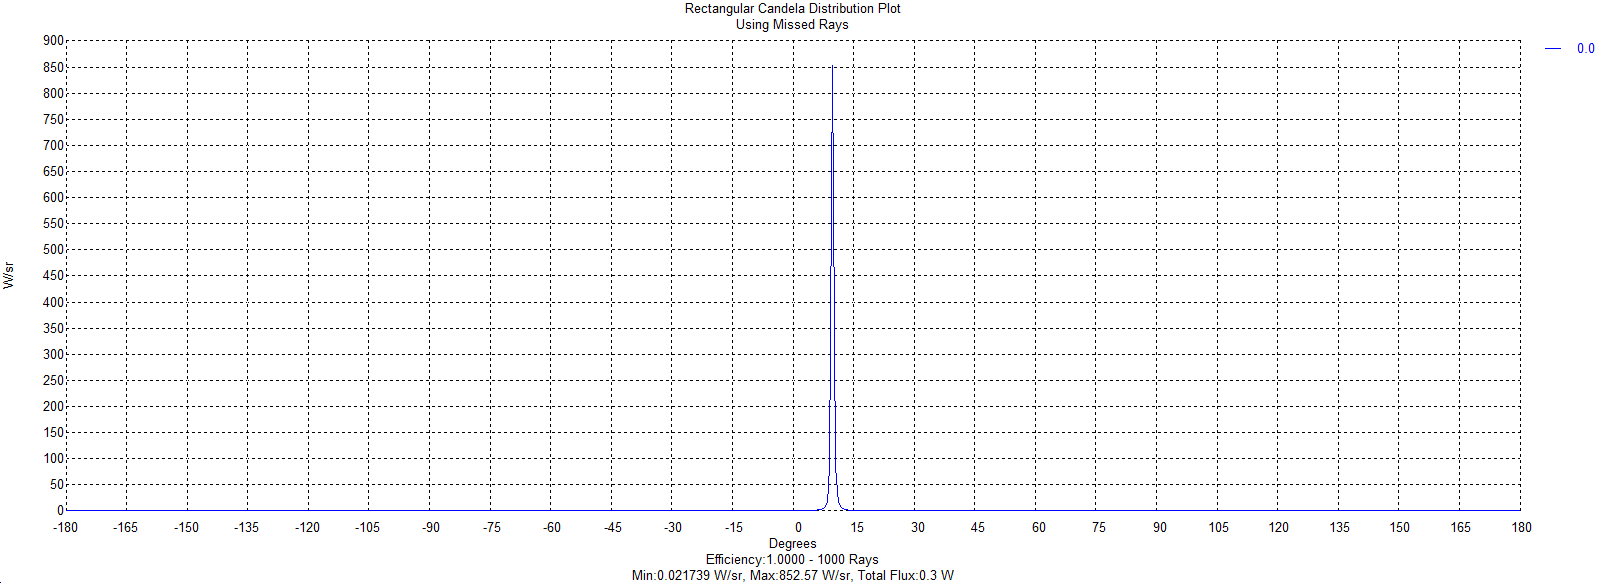 Rectangular Candela Distribution Plot
Using Missed Rays
0.0
900
850
800
750
700
650
600
550
500
450
400
350
300
250
200
150
100
50
0
W/sr
-180 -165 -150 -135 -120 -105 -90 -75 -60 -45 -30 -15 0 15 30 45 60 75 90 105 120 135 150 165 180
Degrees
Efficiency:1.0000 - 1000 Rays
Min:0.021739 W/sr, Max:852.57 W/sr, Total Flux:0.3 W